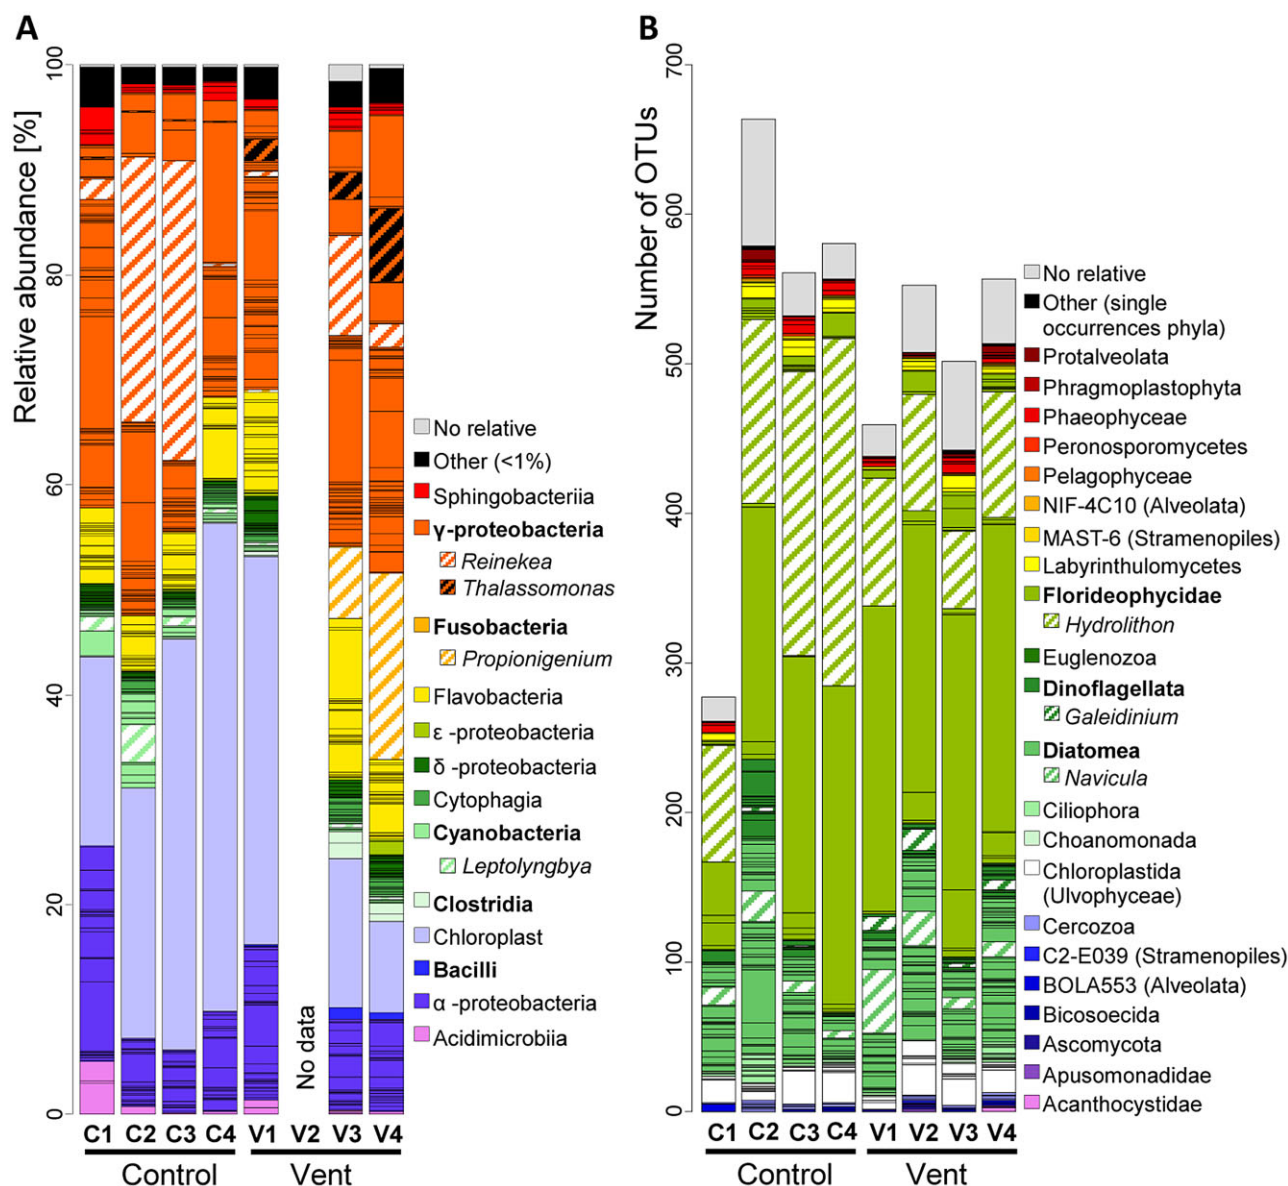 A
Relative abundance [%]
100
80
60
40
20
0
No data
C1 C2 C3 C4 V1 V2 V3 V4
Control Vent
No relative
Other (<1%)
Sphingobacteriia
γ-proteobacteria
Reinekea
Thalassomonas
Fusobacteria
Propionigenium
Flavobacteria
ε -proteobacteria
δ -proteobacteria
Cytophagia
Cyanobacteria
Leptolyngbya
Clostridia
Chloroplast
Bacilli
α -proteobacteria
Acidimicrobiia
B
Number of OTUs
700
600
500
400
300
200
100
0
C1 C2 C3 C4 V1 V2 V3 V4
Control Vent
No relative
Other (single
occurrences phyla)
Protalveolata
Phragmoplastophyta
Phaeophyceae
Peronosporomycetes
Pelagophyceae
NIF-4C10 (Alveolata)
MAST-6 (Stramenopiles)
Labyrinthulomycetes
Florideophycidae
Hydrolithon
Euglenozoa
Dinoflagellata
Galeidinium
Diatomea
Navicula
Ciliophora
Choanomonada
Chloroplastida
(Ulvophyceae)
Cercozoa
C2-E039 (Stramenopiles)
BOLA553 (Alveolata)
Bicosoecida
Ascomycota
Apusomonadidae
Acanthocystidae